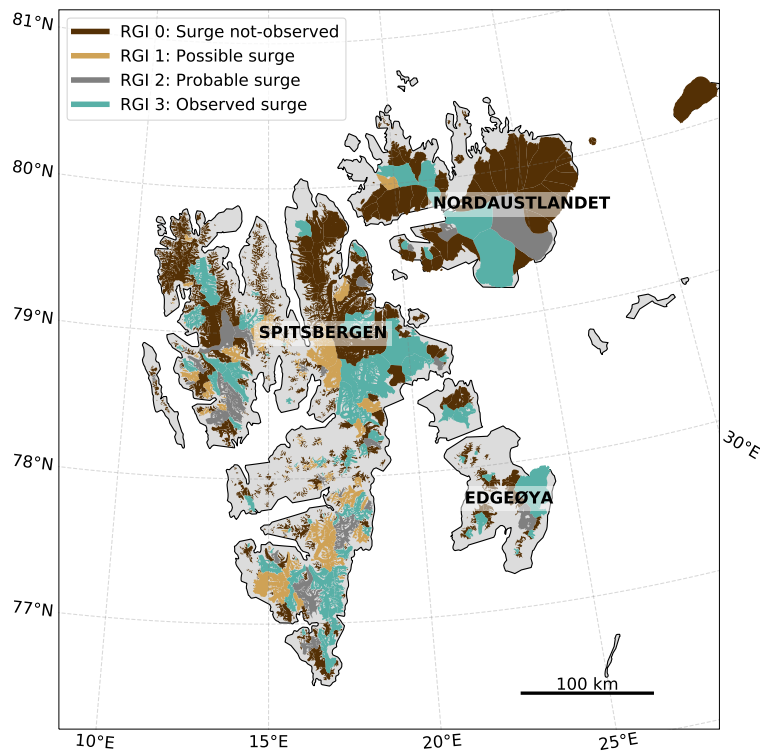 81°N
RGI 0: Surge not-observed
RGI 1: Possible surge
RGI 2: Probable surge
RGI 3: Observed surge
80°N
NORDAUSTLANDET
79°N
SPITSBERGEN
30°E
78°N
EDGEØYA
77°N
100 km
10°E
15°E
20°E
25°E